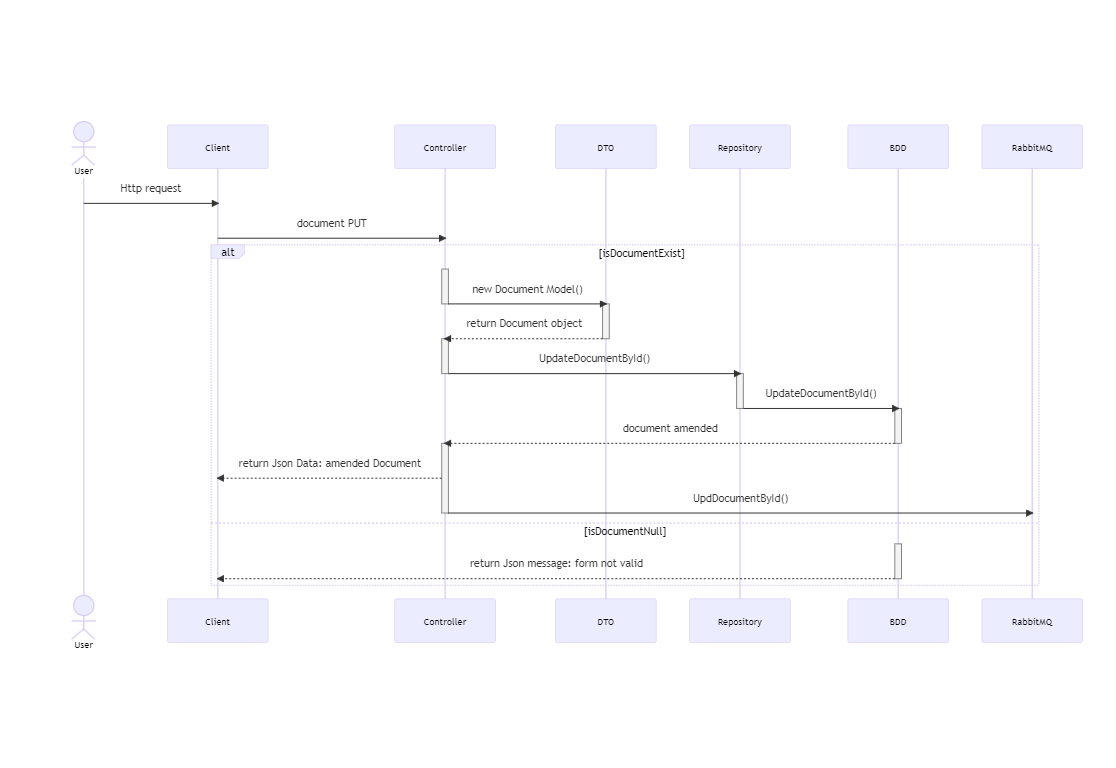 User
Client
Controller
DTO
Repository
BDD
RabbitMQ
Http request
document PUT
alt
[isDocumentExist]
new Document Model()
return Document object
UpdateDocumentById()
UpdateDocumentById()
document amended
return Json Data: amended Document
UpdDocumentById()
[isDocumentNull]
return Json message: form not valid
User
Client
Controller
DTO
Repository
BDD
RabbitMQ